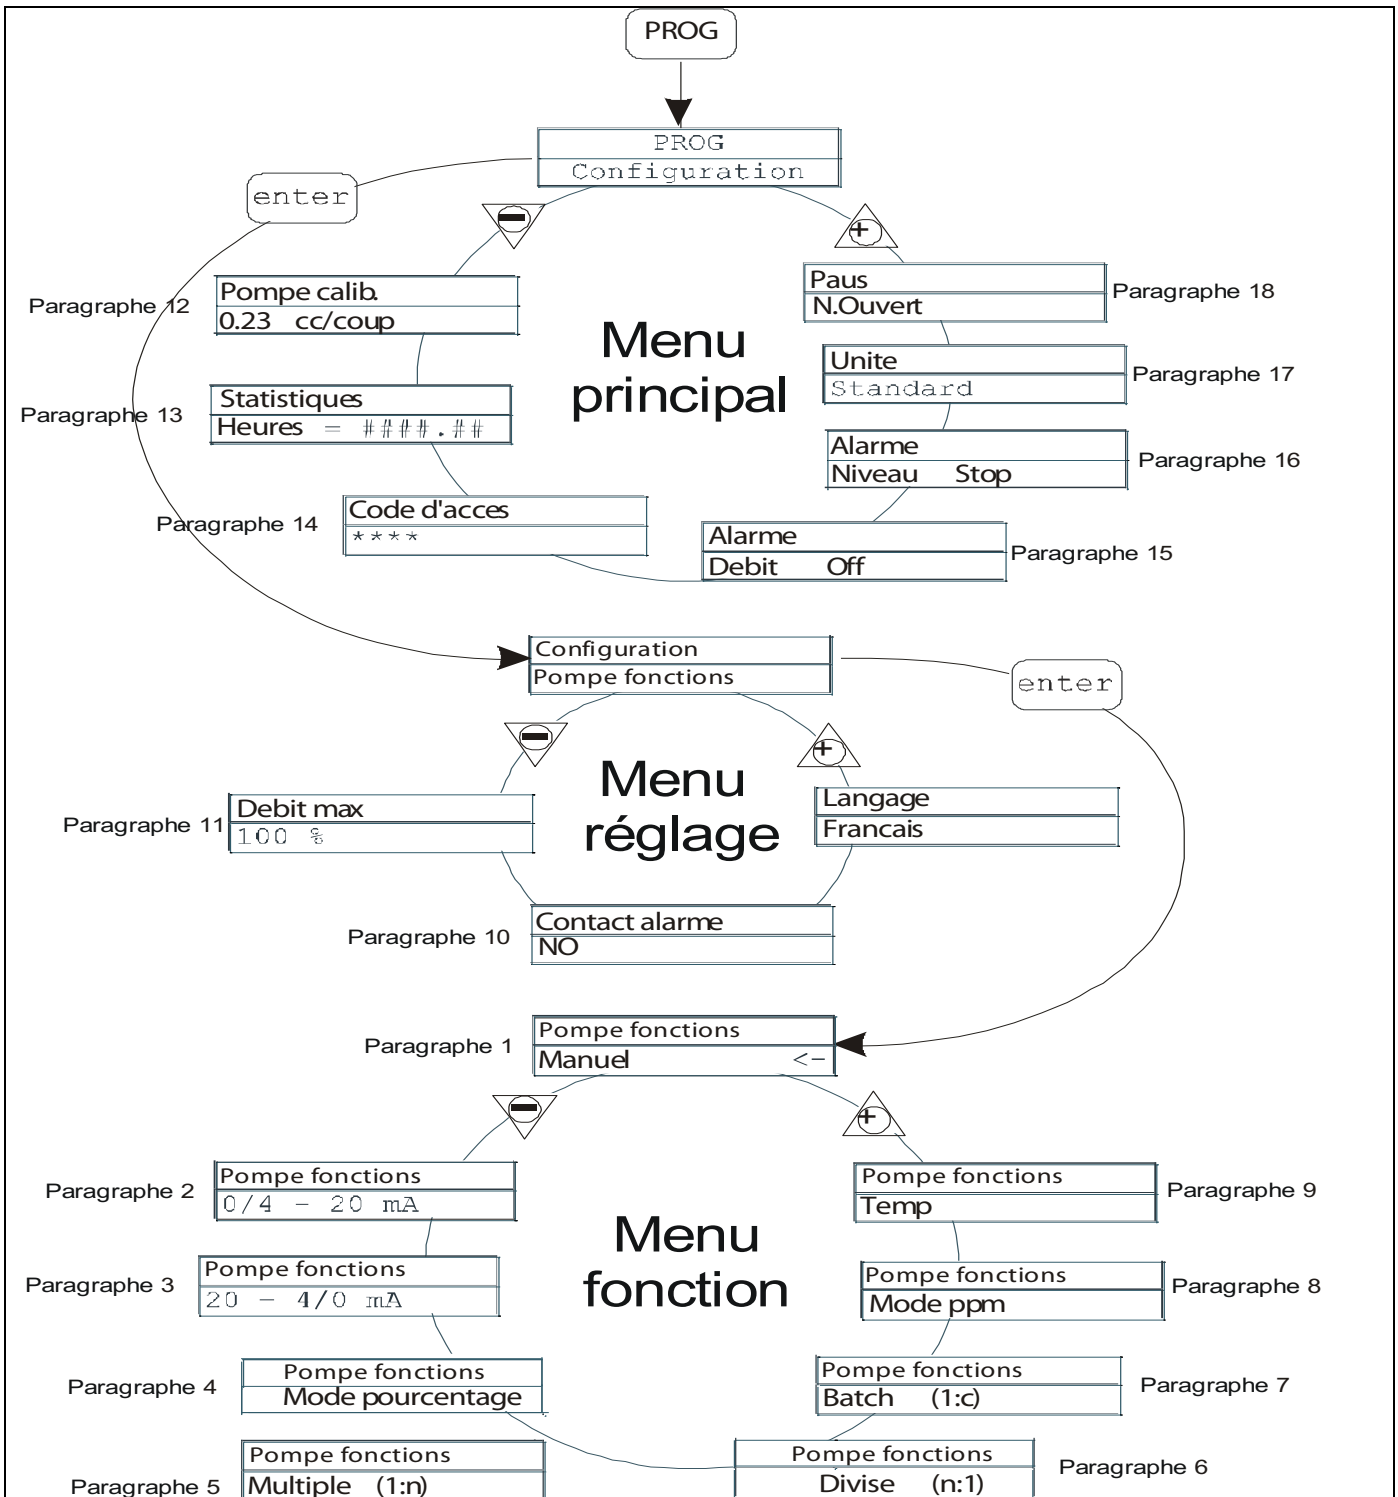 PROG
PROG
Configuration
enter
Pompe calib.
0.23 cc/coup
Paragraphe 12
Paus
N.Ouvert
Paragraphe 18
Menu
principal
Unite
Standard
Paragraphe 17
Statistiques
Heures = ####.##
Paragraphe 13
Alarme
Niveau Stop
Paragraphe 16
Code d'acces
****
Paragraphe 14
Alarme
Debit Off
Paragraphe 15
Configuration
Pompe fonctions
enter
Menu
réglage
Debit max
100 %
Paragraphe 11
Langage
Francais
Contact alarme
NO
Paragraphe 10
Pompe fonctions
Manuel <-
Paragraphe 1
Pompe fonctions
0/4 - 20 mA
Paragraphe 2
Pompe fonctions
Temp
Paragraphe 9
Menu
fonction
Pompe fonctions
20 - 4/0 mA
Paragraphe 3
Pompe fonctions
Mode ppm
Paragraphe 8
Pompe fonctions
Mode pourcentage
Paragraphe 4
Pompe fonctions
Batch (1:c)
Paragraphe 7
Pompe fonctions
Multiple (1:n)
Paragraphe 5
Pompe fonctions
Divise (n:1)
Paragraphe 6